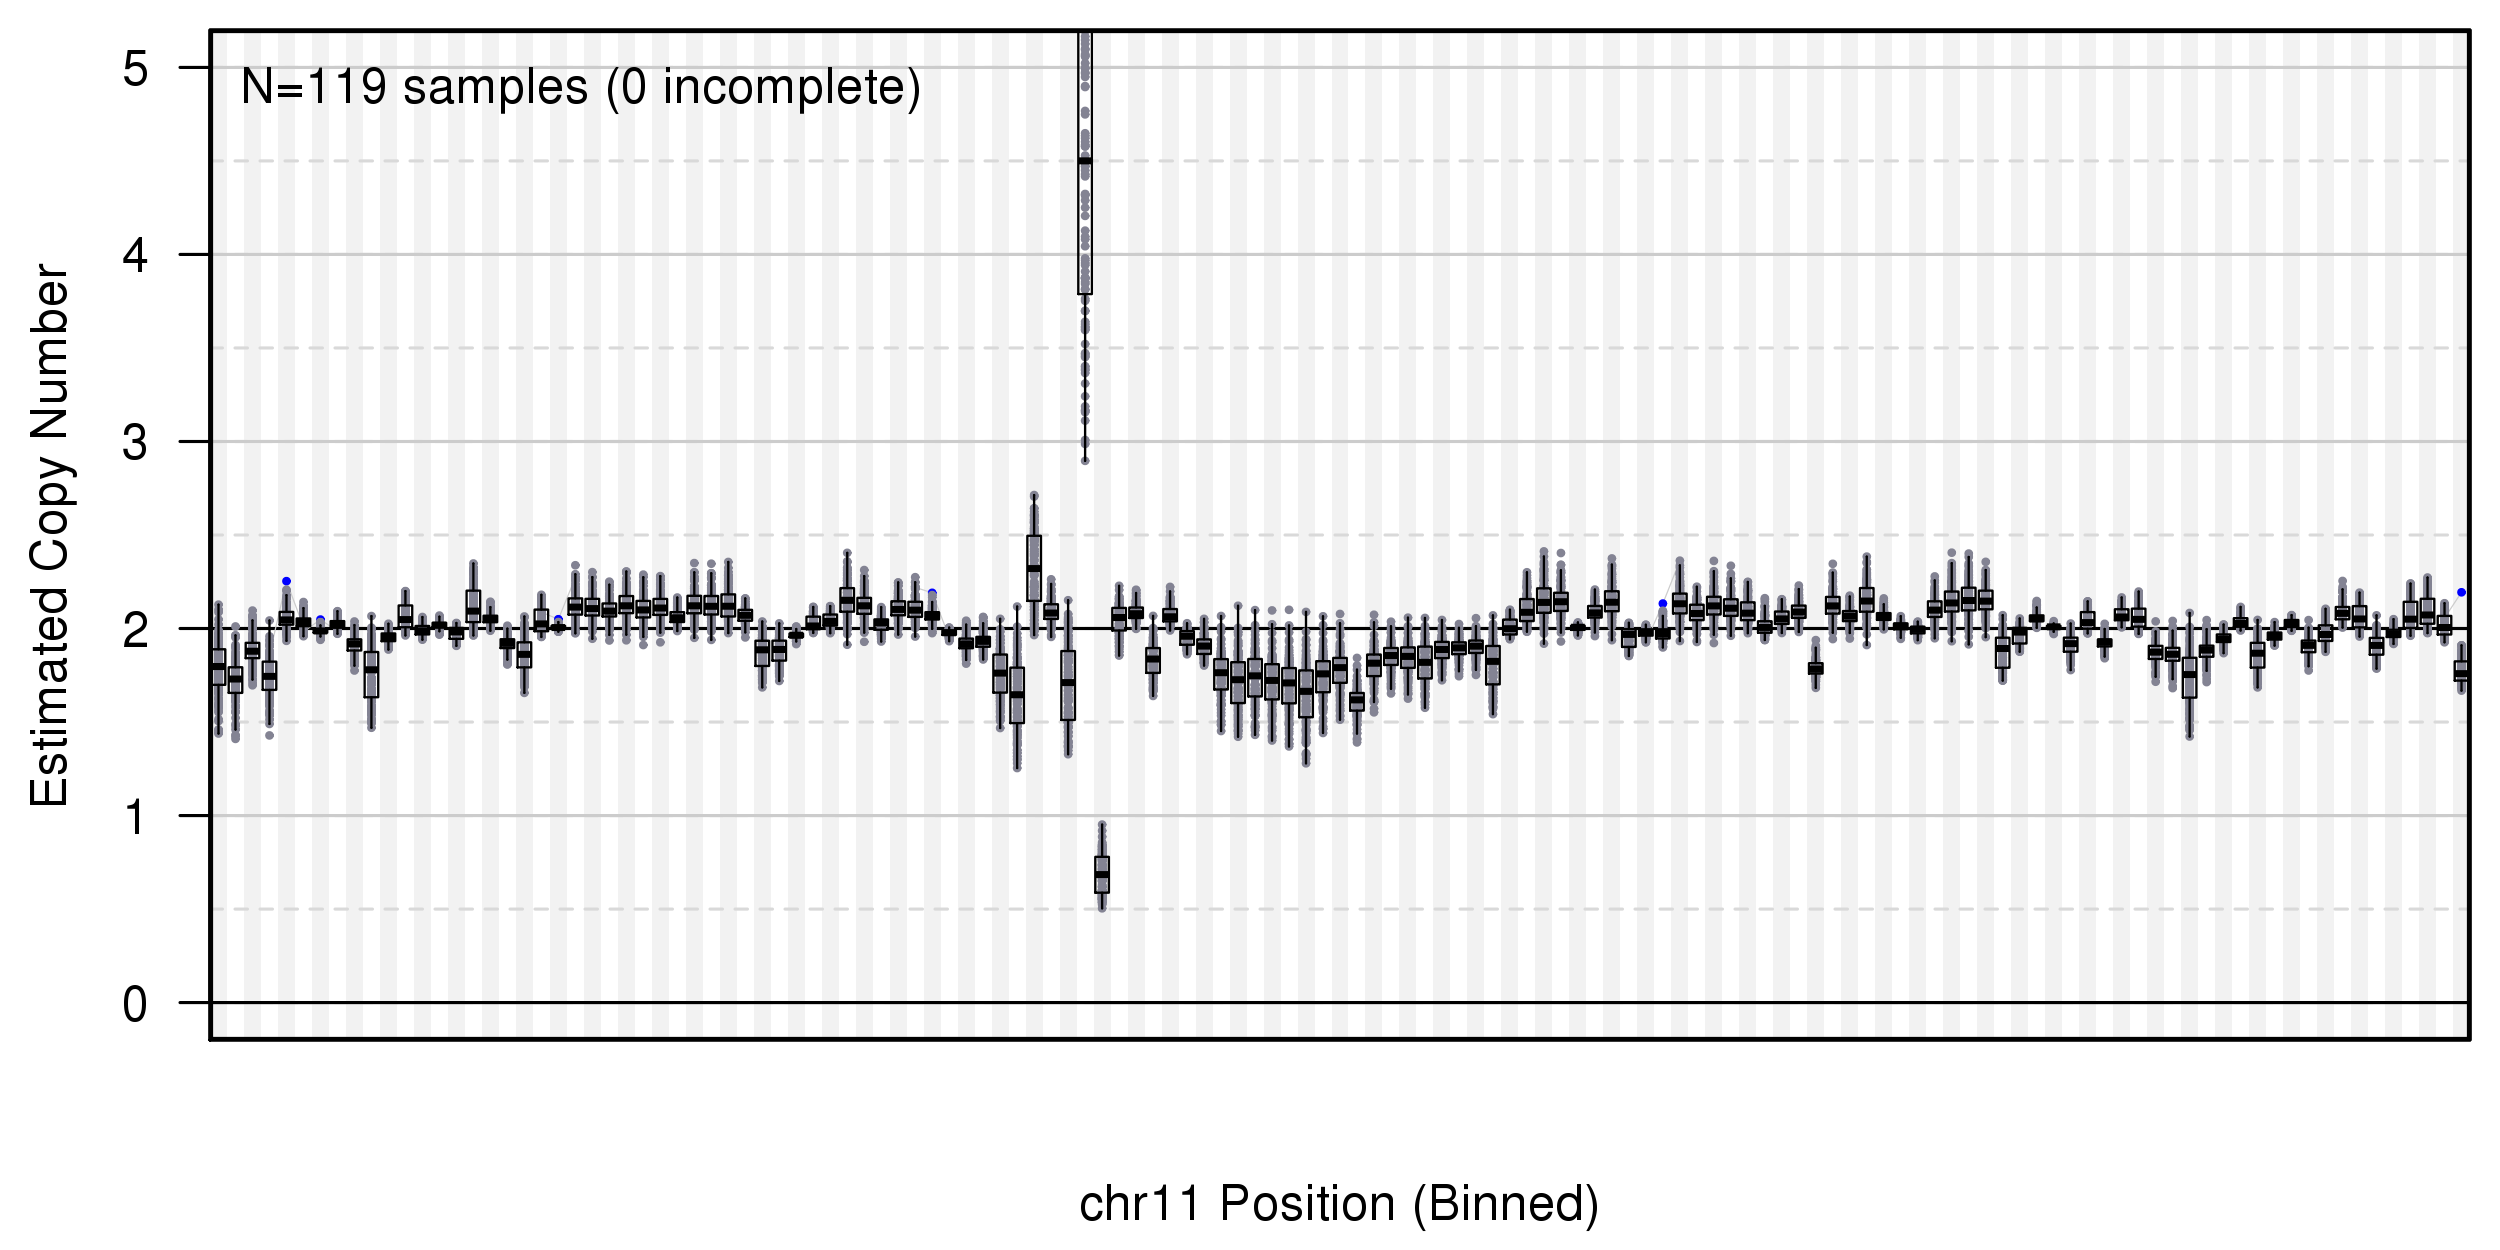 N=119 samples (0 incomplete)
Estimated Copy Number
5
4
3
2
1
0
chr11 Position (Binned)